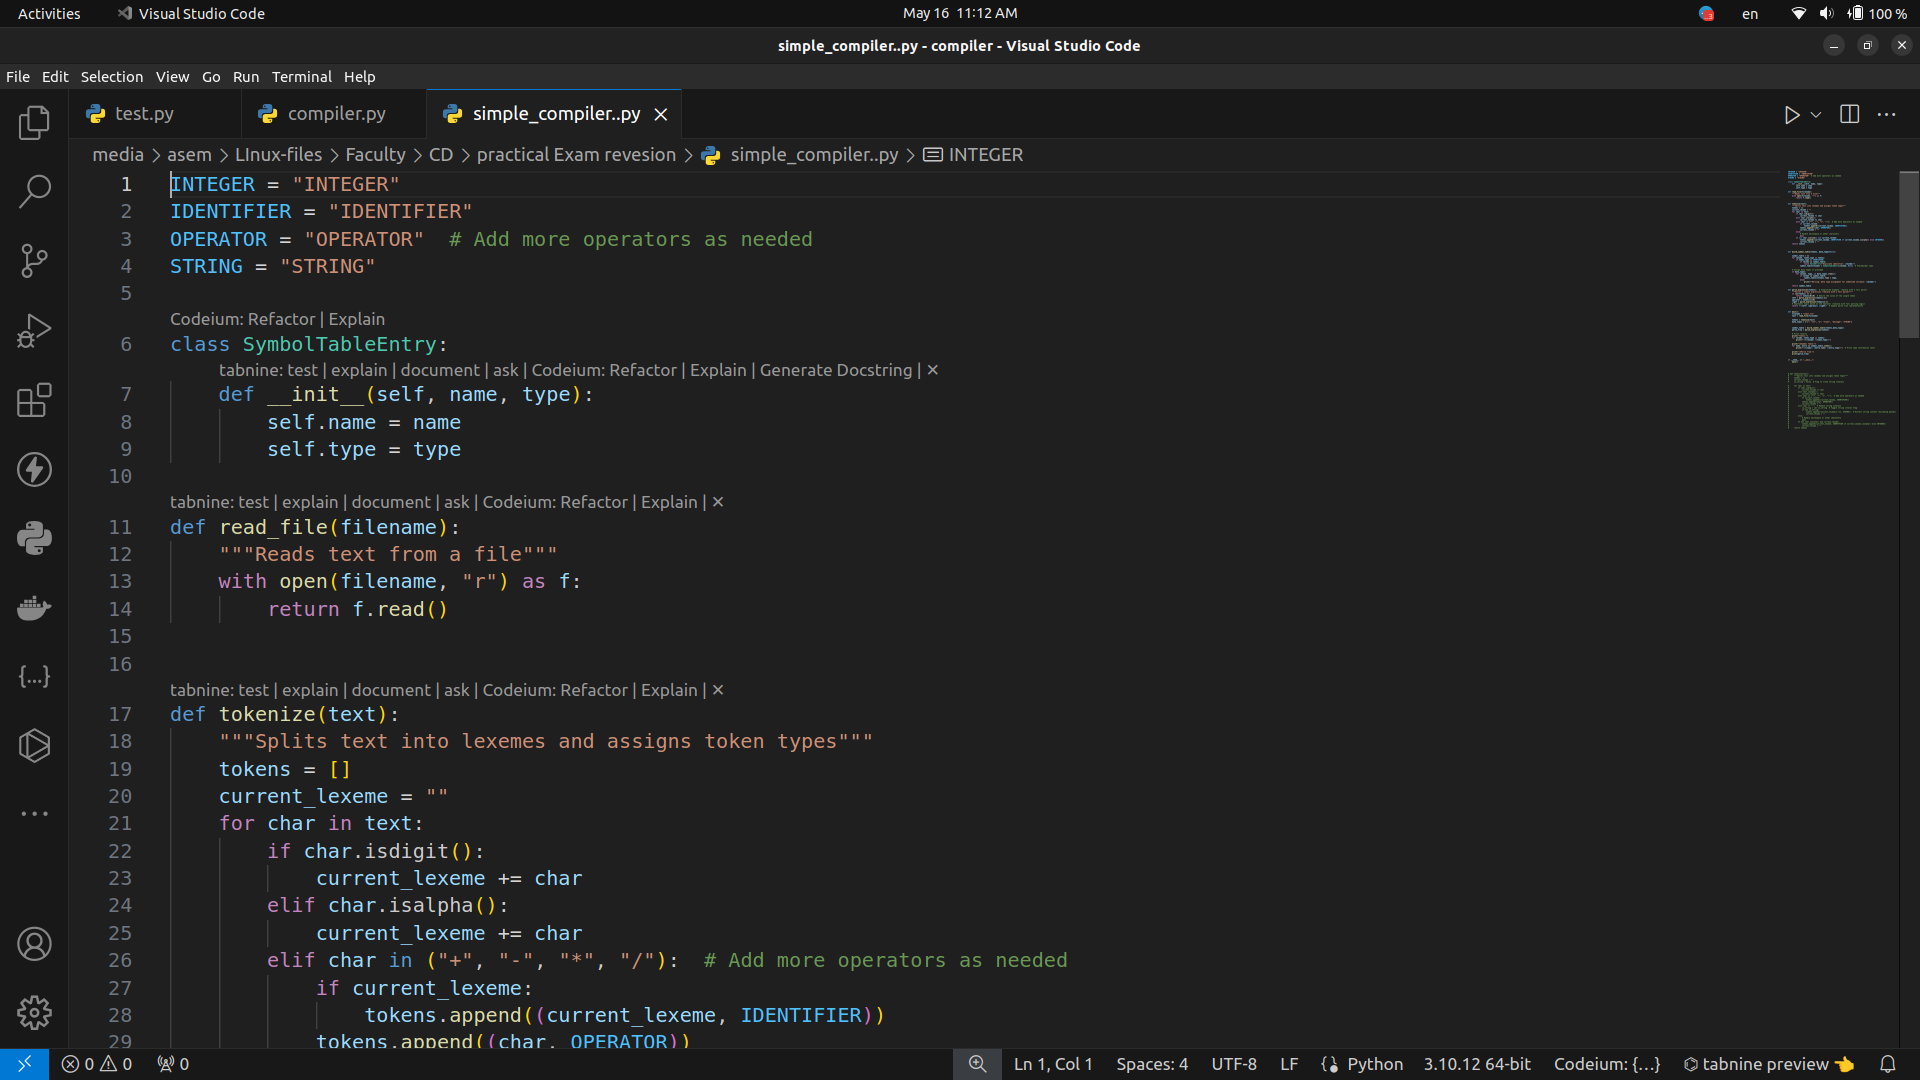 Activities Visual Studio Code May 16 11:12 AM en 100 %
simple_compiler..py - compiler - Visual Studio Code
File Edit Selection View Go Run Terminal Help
test.py compiler.py simple_compiler..py
media > asem > LInux-files > Faculty > CD > practical Exam revesion > simple_compiler..py > INTEGER
1 INTEGER = "INTEGER"
2 IDENTIFIER = "IDENTIFIER"
3 OPERATOR = "OPERATOR"  # Add more operators as needed
4 STRING = "STRING"
5
Codeium: Refactor | Explain
6 class SymbolTableEntry:
tabnine: test | explain | document | ask | Codeium: Refactor | Explain | Generate Docstring | ×
7     def __init__(self, name, type):
8         self.name = name
9         self.type = type
10
tabnine: test | explain | document | ask | Codeium: Refactor | Explain | ×
11 def read_file(filename):
12     """Reads text from a file"""
13     with open(filename, "r") as f:
14         return f.read()
15
16
tabnine: test | explain | document | ask | Codeium: Refactor | Explain | ×
17 def tokenize(text):
18     """Splits text into lexemes and assigns token types"""
19     tokens = []
20     current_lexeme = ""
21     for char in text:
22         if char.isdigit():
23             current_lexeme += char
24         elif char.isalpha():
25             current_lexeme += char
26         elif char in ("+", "-", "*", "/"):  # Add more operators as needed
27             if current_lexeme:
28                 tokens.append((current_lexeme, IDENTIFIER))
29             tokens.append((char, OPERATOR))
0 0 0 Ln 1, Col 1 Spaces: 4 UTF-8 LF Python 3.10.12 64-bit Codeium: {...} tabnine preview